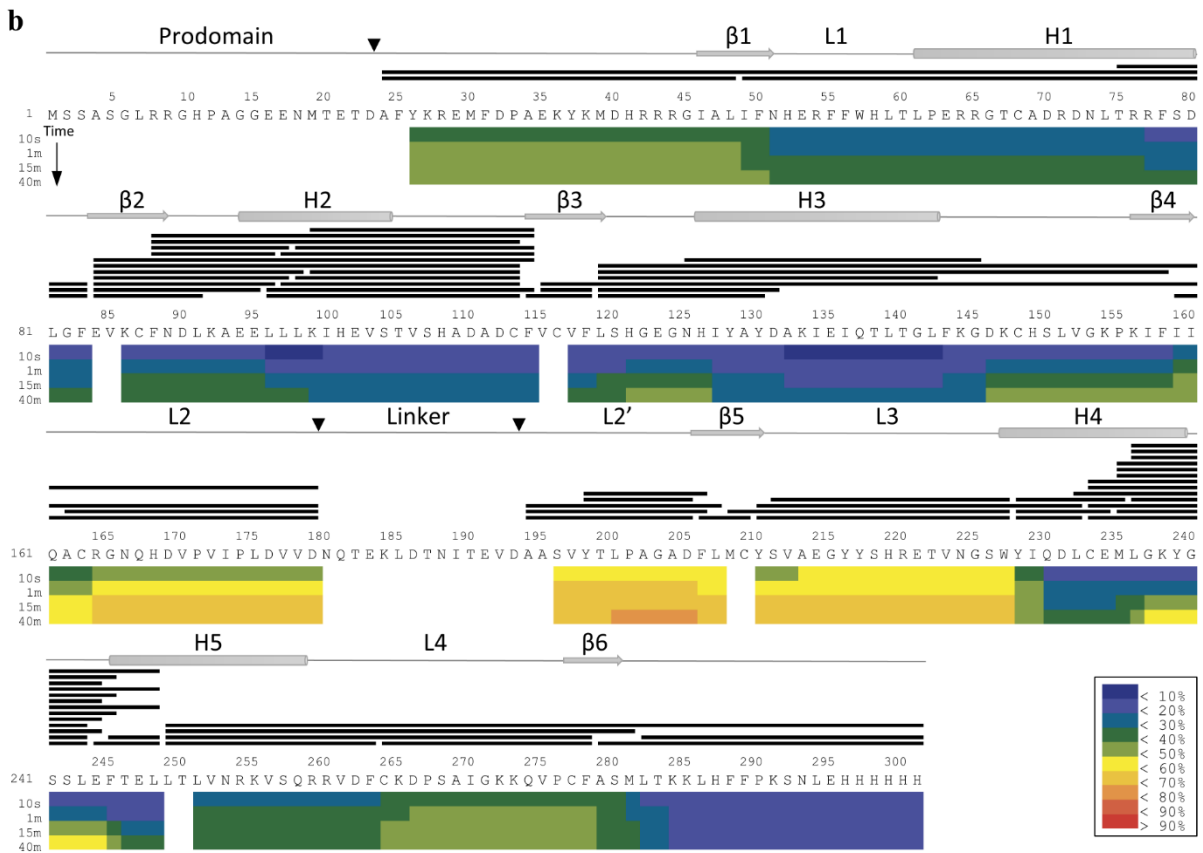 b
Prodomain β1 L1 H1
5 10 15 20 25 30 35 40 45 50 55 60 65 70 75 80
1 M S S A S G L R R G H P A G G E E N M T E T D A F Y K R E M F D P A E K Y K M D H R R R G I A L I F N H E R F F W H L T L P E R R G T C A D R D N L T R R F S D
Time
10s
1m
15m
40m
β2 H2 β3 H3 β4
85 90 95 100 105 110 115 120 125 130 135 140 145 150 155 160
81 L G F E V K C F N D L K A E E L L L K I H E V S T V S H A D A D C F V C V F L S H G E G N H I Y A Y D A K I E I Q T L T G L F K G D K C H S L V G K P K I F I I
10s
1m
15m
40m
L2 Linker L2’ β5 L3 H4
165 170 175 180 185 190 195 200 205 210 215 220 225 230 235 240
161 Q A C R G N Q H D V P V I P L D V V D N Q T E K L D T N I T E V D A A S V Y T L P A G A D F L M C Y S V A E G Y Y S H R E T V N G S W Y I Q D L C E M L G K Y G
10s
1m
15m
40m
H5 L4 β6
245 250 255 260 265 270 275 280 285 290 295 300
241 S S L E F T E L L T L V N R K V S Q R R V D F C K D P S A I G K K Q V P C F A S M L T K K L H F F P K S N L E H H H H H H
10s
1m
15m
40m
< 10%
< 20%
< 30%
< 40%
< 50%
< 60%
< 70%
< 80%
< 90%
> 90%